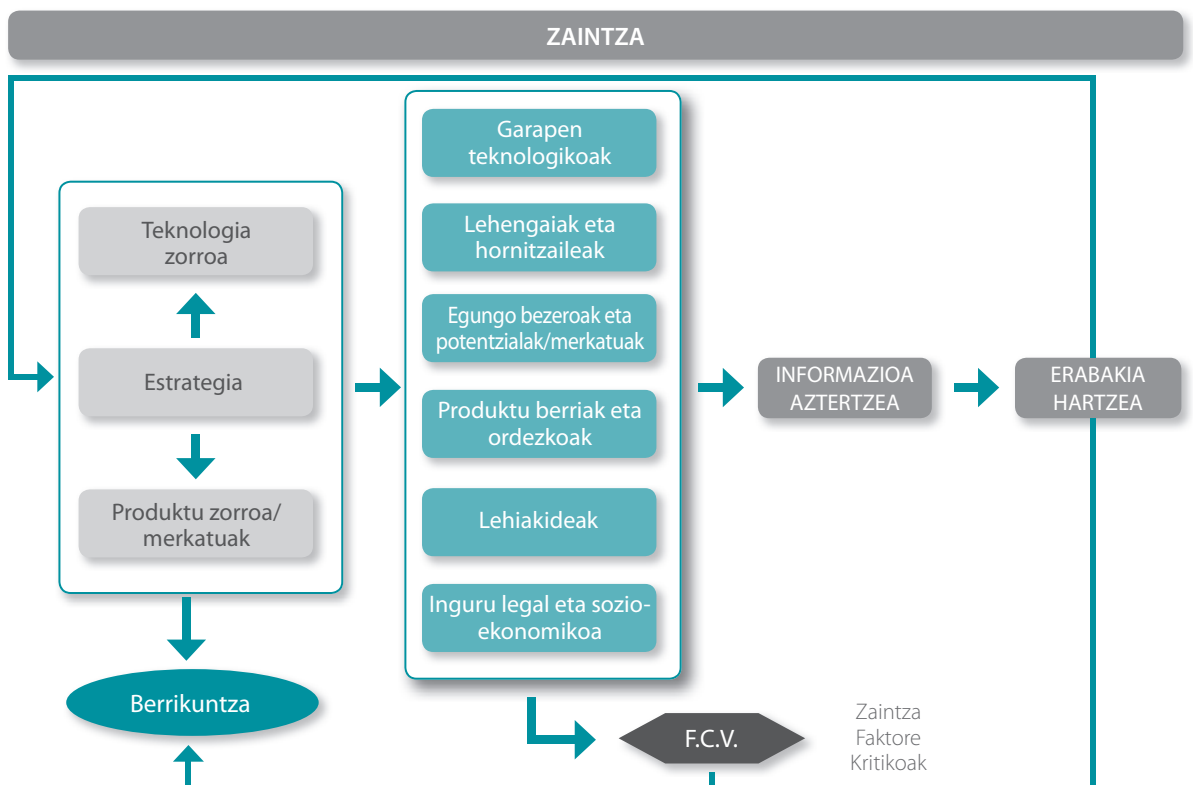 ZAINTZA
Teknologia
zorroa
Estrategia
Produktu zorroa/
merkatuak
Berrikuntza
Garapen
teknologikoak
Lehengaiak eta
hornitzaileak
Egungo bezeroak eta
potentzialak/merkatuak
Produktu berriak eta
ordezkoak
Lehiakideak
Inguru legal eta sozio-
ekonomikoa
INFORMAZIOA
AZTERTZEA
ERABAKIA
HARTZEA
F.C.V.
Zaintza
Faktore
Kritikoak